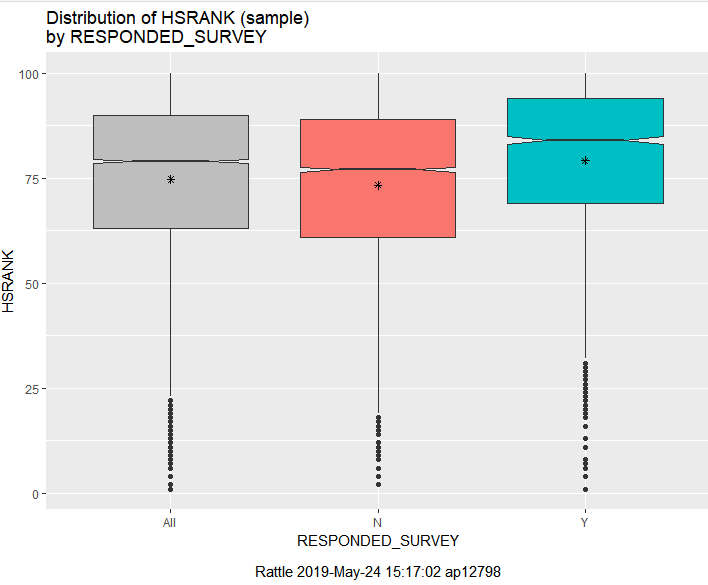 Distribution of HSRANK (sample)
by RESPONDED_SURVEY
100
75
50
25
0
HSRANK
All N Y
RESPONDED_SURVEY
Rattle 2019-May-24 15:17:02 ap12798